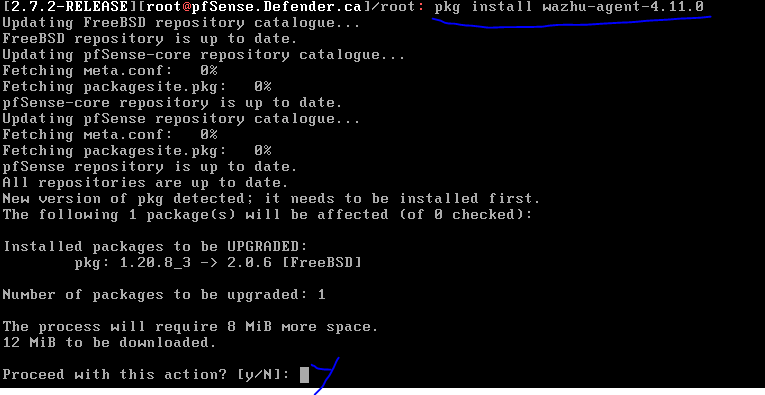 [2.7.2-RELEASE][root@pfSense.Defender.ca]/root: pkg install wazhu-agent-4.11.0
Updating FreeBSD repository catalogue...
FreeBSD repository is up to date.
Updating pfSense-core repository catalogue...
Fetching meta.conf:   0%
Fetching packagesite.pkg:   0%
pfSense-core repository is up to date.
Updating pfSense repository catalogue...
Fetching meta.conf:   0%
Fetching packagesite.pkg:   0%
pfSense repository is up to date.
All repositories are up to date.
New version of pkg detected; it needs to be installed first.
The following 1 package(s) will be affected (of 0 checked):
Installed packages to be UPGRADED:
pkg: 1.20.8_3 -> 2.0.6 [FreeBSD]
Number of packages to be upgraded: 1
The process will require 8 MiB more space.
12 MiB to be downloaded.
Proceed with this action? [y/N]: y